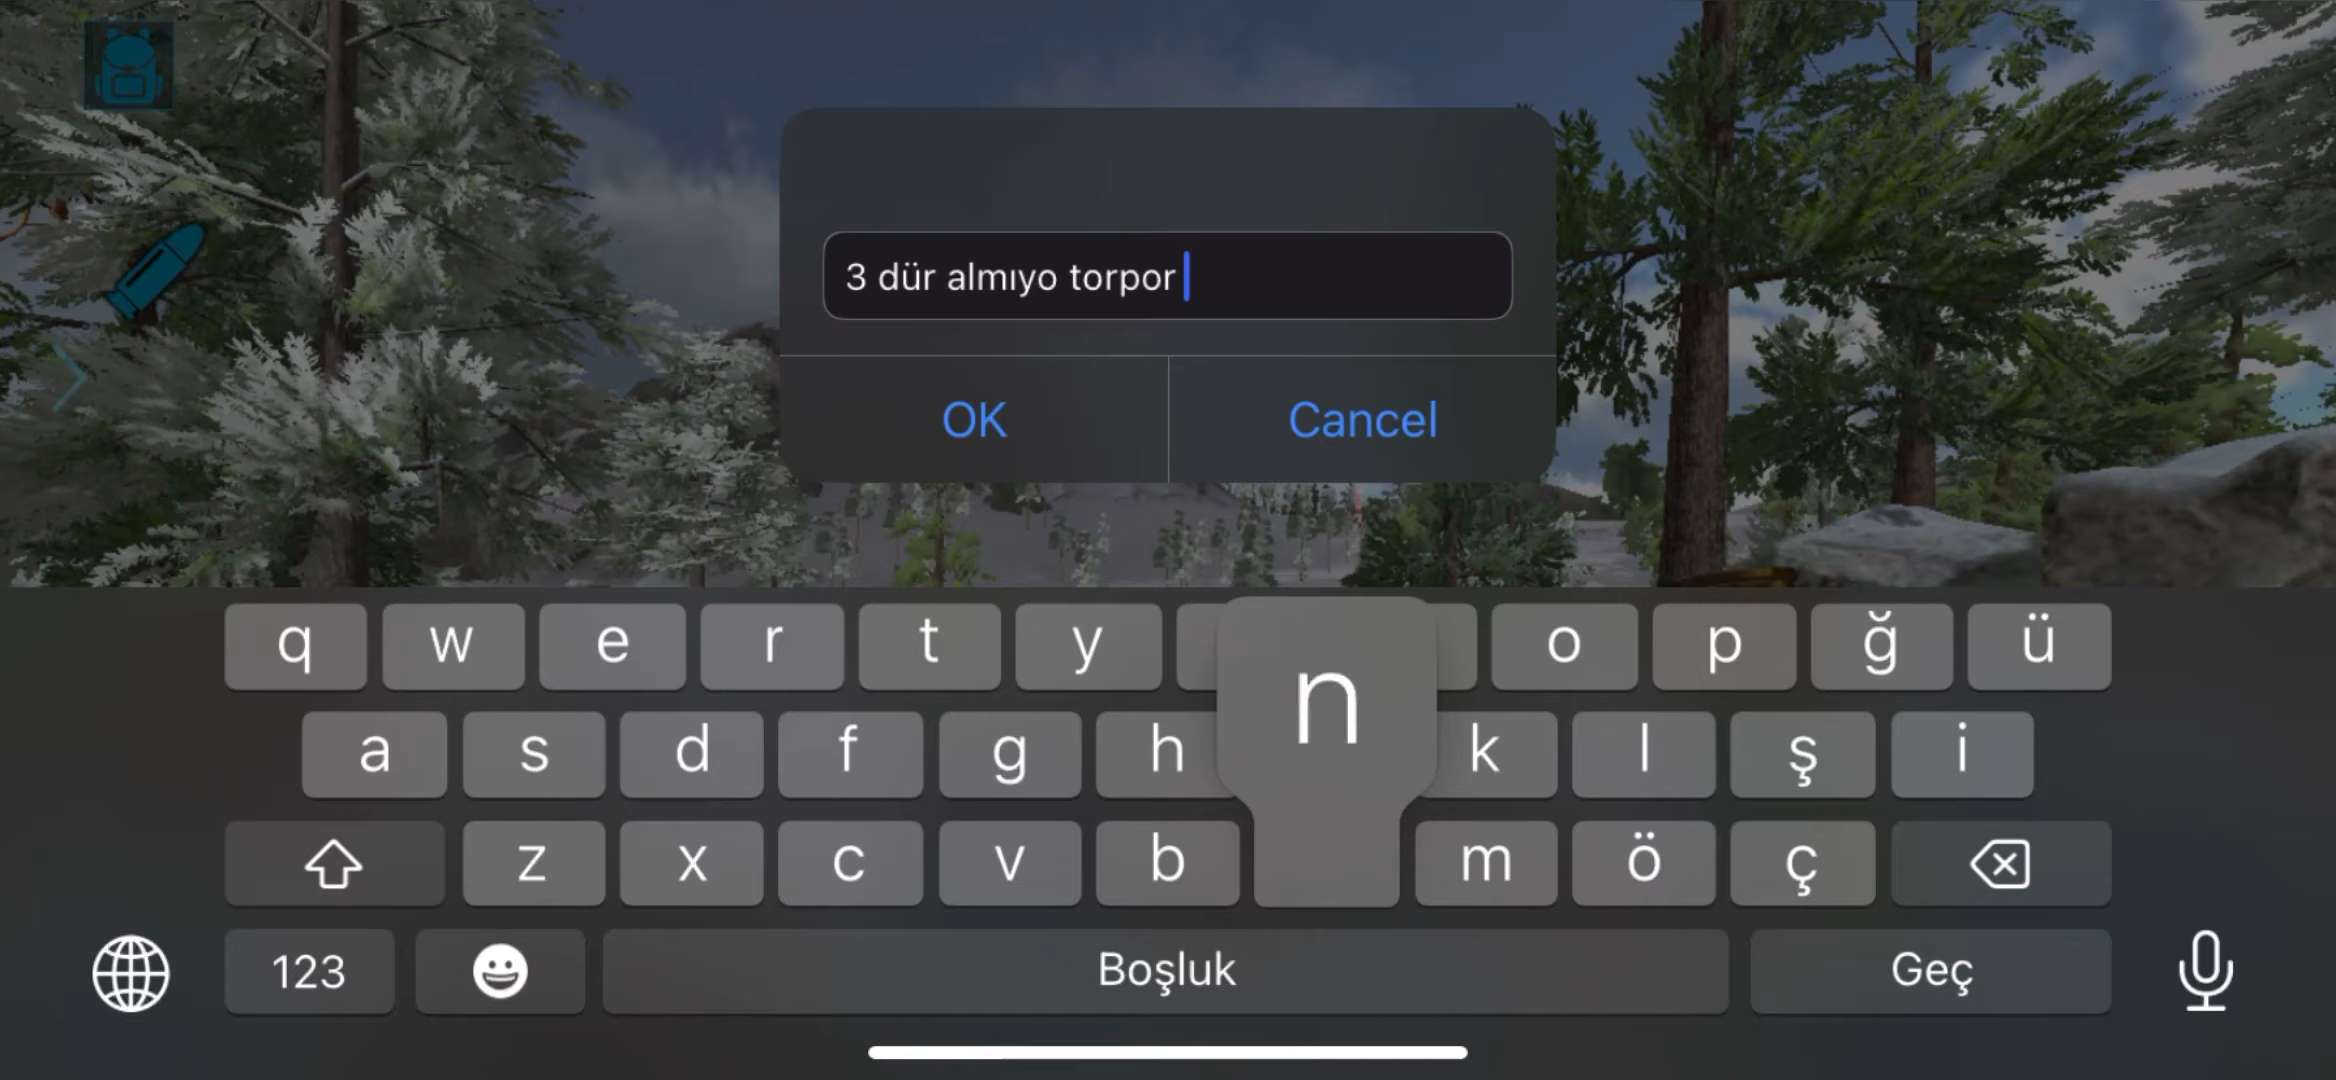 3 dür almıyo torpor
OK Cancel
q w e r t y o p ğ ü
a s d f g h k l ş i
n
z x c v b m ö ç
123 Boşluk Geç